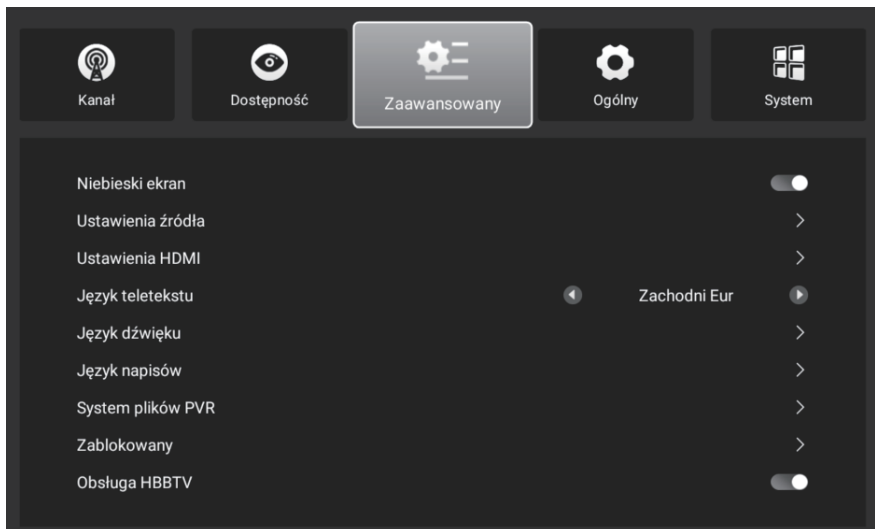 Kanał
Dostępność
Zaawansowany
Ogólny
System
Niebieski ekran
Ustawienia źródła
Ustawienia HDMI
Język teletekstu Zachodni Eur
Język dźwięku
Język napisów
System plików PVR
Zablokowany
Obsługa HBBTV